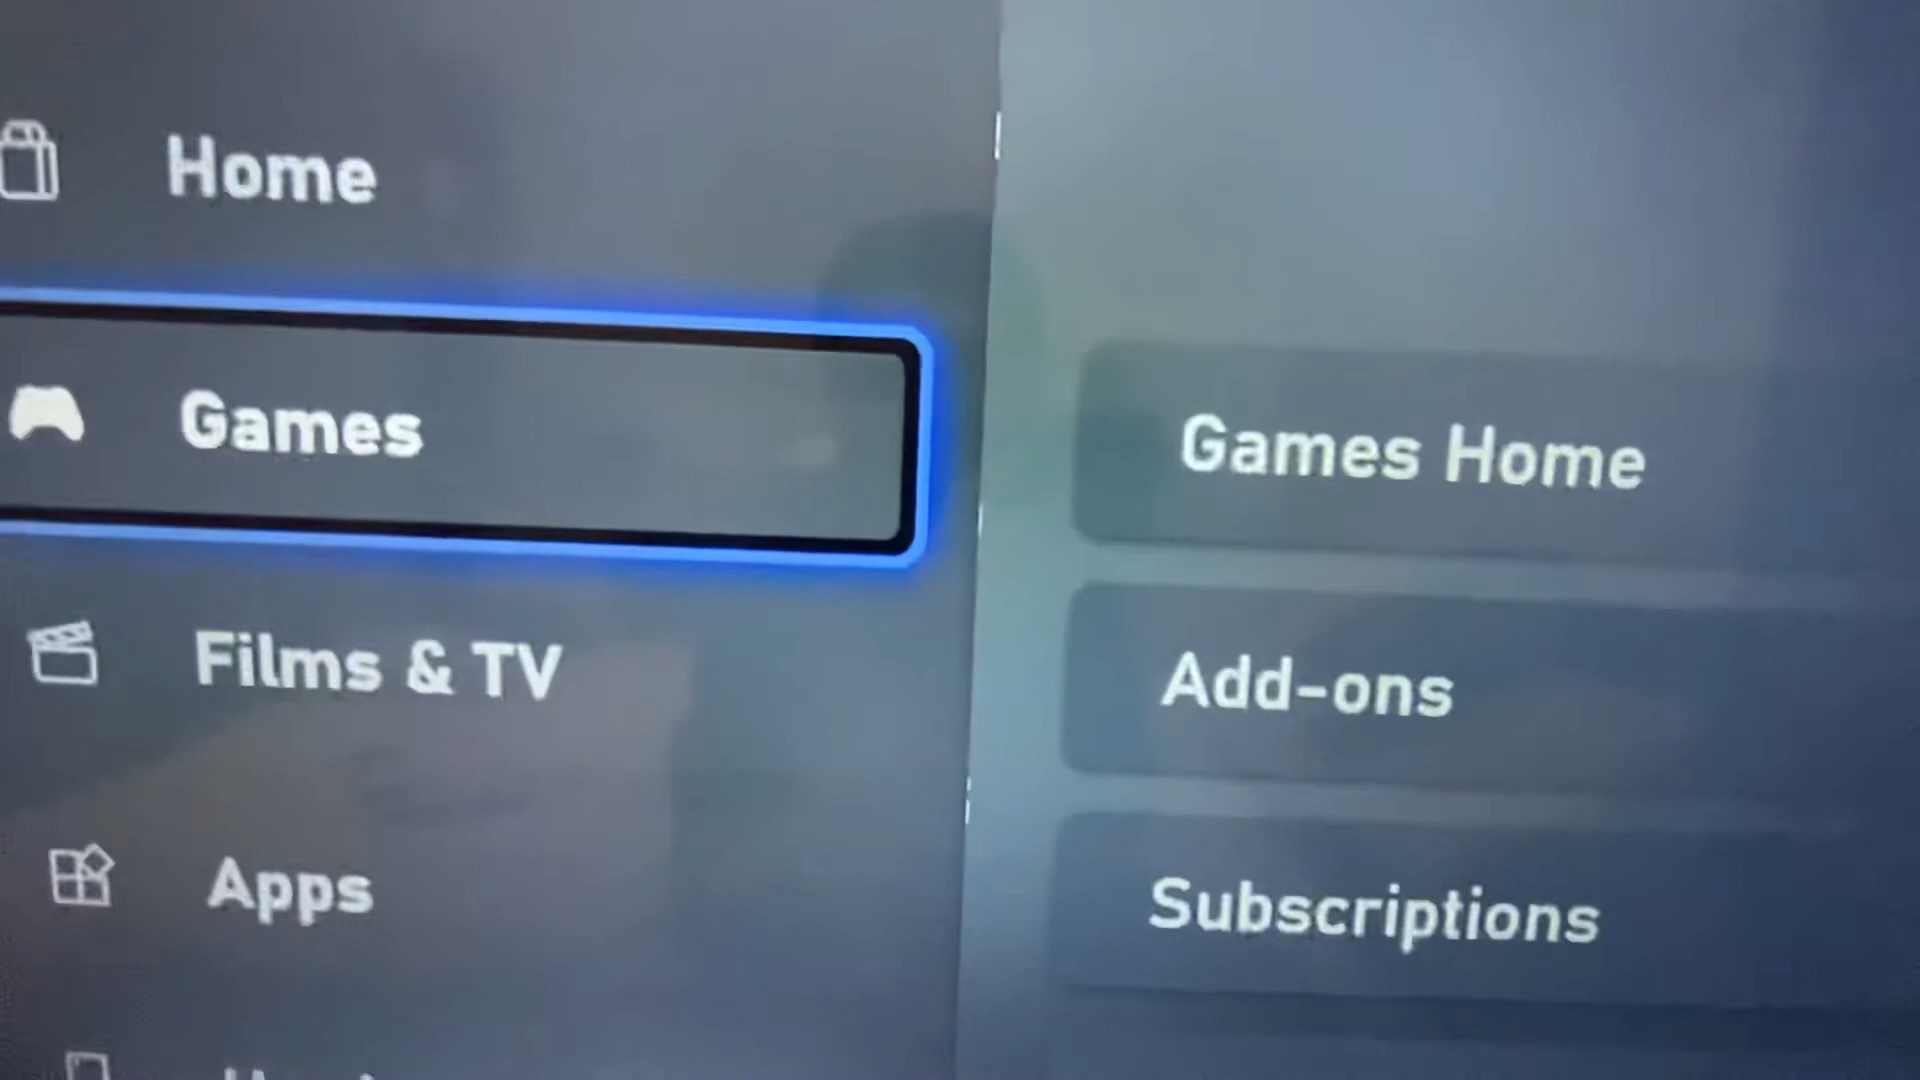 Home
Games
Films & TV
Apps
Games Home
Add-ons
Subscriptions